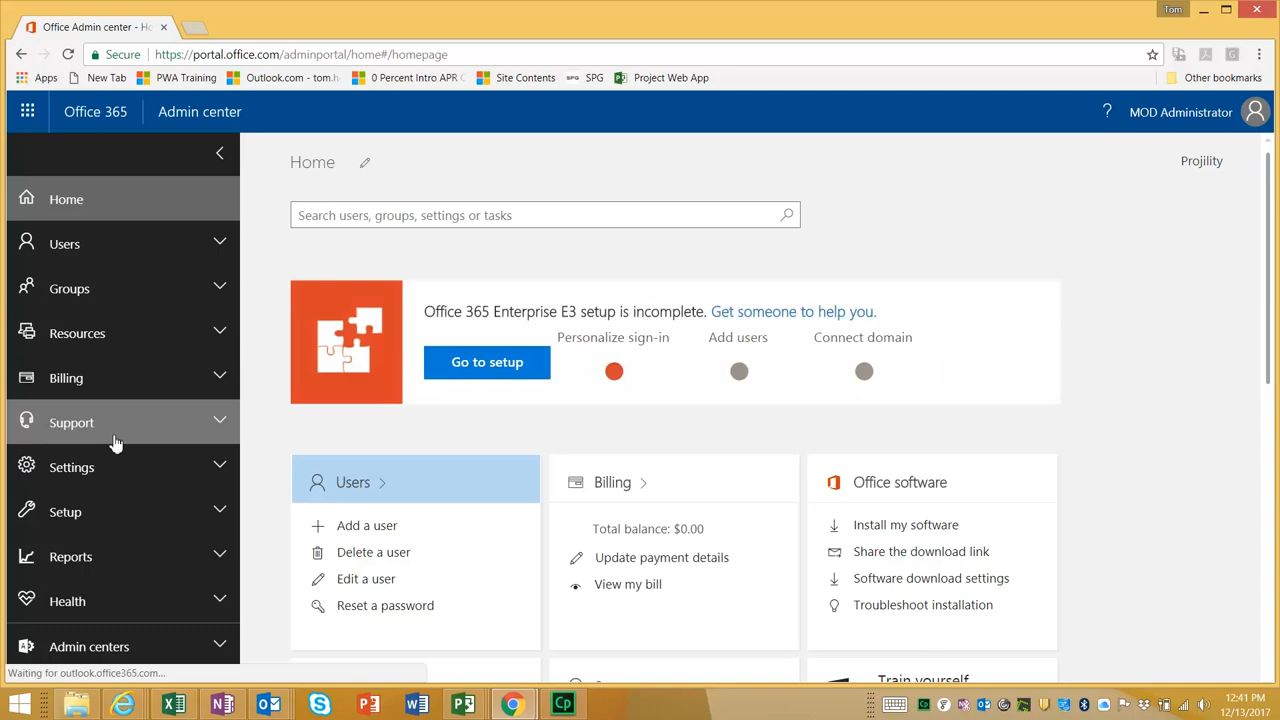 Tom
Office Admin center - Ho
Secure https://portal.office.com/adminportal/home#/homepage
Apps New Tab PWA Training Outlook.com - tom.h 0 Percent Intro APR Site Contents SPG SPG Project Web App Other bookmarks
Office 365 Admin center ? MOD Administrator
Home
Users
Groups
Resources
Billing
Support
Settings
Setup
Reports
Health
Admin centers
Home
Projility
Search users, groups, settings or tasks
Office 365 Enterprise E3 setup is incomplete. Get someone to help you.
Personalize sign-in Add users Connect domain
Go to setup
Users
Add a user
Delete a user
Edit a user
Reset a password
Billing
Total balance: $0.00
Update payment details
View my bill
Office software
Install my software
Share the download link
Software download settings
Troubleshoot installation
Train yourself
Waiting for outlook.office365.com...
Cp
12:41 PM
12/13/2017